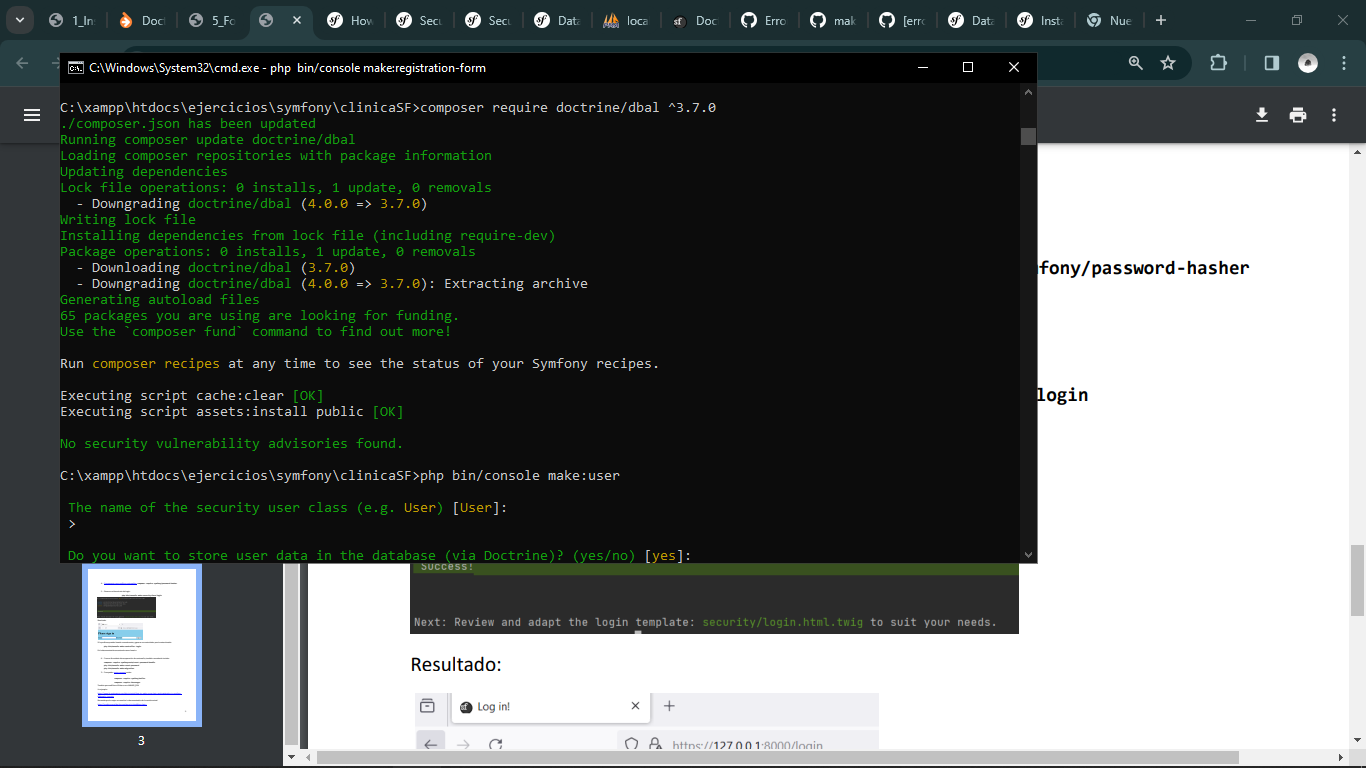 1_In
Doct
5_Fo
How
Secu
Secu
Data
loca
Doct
Erro
mak
[erro
Data
Insta
Nue
C:\Windows\System32\cmd.exe - php  bin/console make:registration-form
C:\xampp\htdocs\ejercicios\symfony\clinicaSF>composer require doctrine/dbal ^3.7.0
./composer.json has been updated
Running composer update doctrine/dbal
Loading composer repositories with package information
Updating dependencies
Lock file operations: 0 installs, 1 update, 0 removals
- Downgrading doctrine/dbal (4.0.0 => 3.7.0)
Writing lock file
Installing dependencies from lock file (including require-dev)
Package operations: 0 installs, 1 update, 0 removals
- Downloading doctrine/dbal (3.7.0)
- Downgrading doctrine/dbal (4.0.0 => 3.7.0): Extracting archive
Generating autoload files
65 packages you are using are looking for funding.
Use the `composer fund` command to find out more!
Run composer recipes at any time to see the status of your Symfony recipes.
Executing script cache:clear [OK]
Executing script assets:install public [OK]
No security vulnerability advisories found.
C:\xampp\htdocs\ejercicios\symfony\clinicaSF>php bin/console make:user
The name of the security user class (e.g. User) [User]:
>
Do you want to store user data in the database (via Doctrine)? (yes/no) [yes]:
mfony/password-hasher
login
Success!
Next: Review and adapt the login template: security/login.html.twig to suit your needs.
Resultado:
Log in!
https://127.0.0.1:8000/login
3